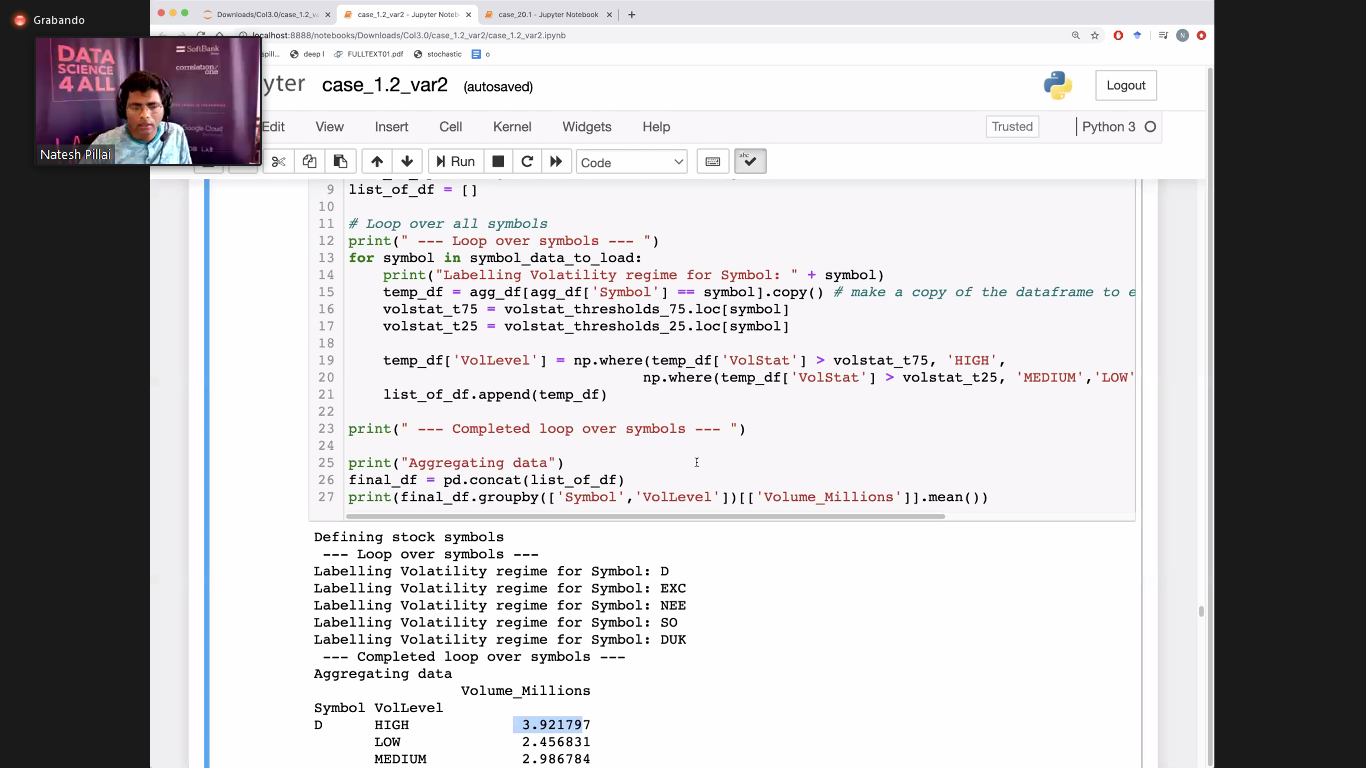 Grabando
Downloads/Col3.0/case_1.2_va
case_1.2_var2 - Jupyter Noteb
case_20.1 - Jupyter Notebook
localhost:8888/notebooks/Downloads/Col3.0/case_1.2_var2/case_1.2_var2.ipynb
deep l
FULLTEXT01.pdf
stochastic
o
DATA
SCIENCE
4 ALL
SoftBank
correlation
one
Google Cloud
Natesh Pillai
yter
case_1.2_var2
(autosaved)
Logout
Edit
View
Insert
Cell
Kernel
Widgets
Help
Trusted
Python 3
Run
Code
9 list_of_df = []
10
11 # Loop over all symbols
12 print(" --- Loop over symbols --- ")
13 for symbol in symbol_data_to_load:
14 print("Labelling Volatility regime for Symbol: " + symbol)
15 temp_df = agg_df[agg_df['Symbol'] == symbol].copy() # make a copy of the dataframe to e
16 volstat_t75 = volstat_thresholds_75.loc[symbol]
17 volstat_t25 = volstat_thresholds_25.loc[symbol]
18
19 temp_df['VolLevel'] = np.where(temp_df['VolStat'] > volstat_t75, 'HIGH',
20 np.where(temp_df['VolStat'] > volstat_t25, 'MEDIUM','LOW'
21 list_of_df.append(temp_df)
22
23 print(" --- Completed loop over symbols --- ")
24
25 print("Aggregating data")
26 final_df = pd.concat(list_of_df)
27 print(final_df.groupby(['Symbol','VolLevel'])[['Volume_Millions']].mean())
Defining stock symbols
--- Loop over symbols ---
Labelling Volatility regime for Symbol: D
Labelling Volatility regime for Symbol: EXC
Labelling Volatility regime for Symbol: NEE
Labelling Volatility regime for Symbol: SO
Labelling Volatility regime for Symbol: DUK
--- Completed loop over symbols ---
Aggregating data
Volume_Millions
Symbol VolLevel
D HIGH 3.921797
LOW 2.456831
MEDIUM 2.986784